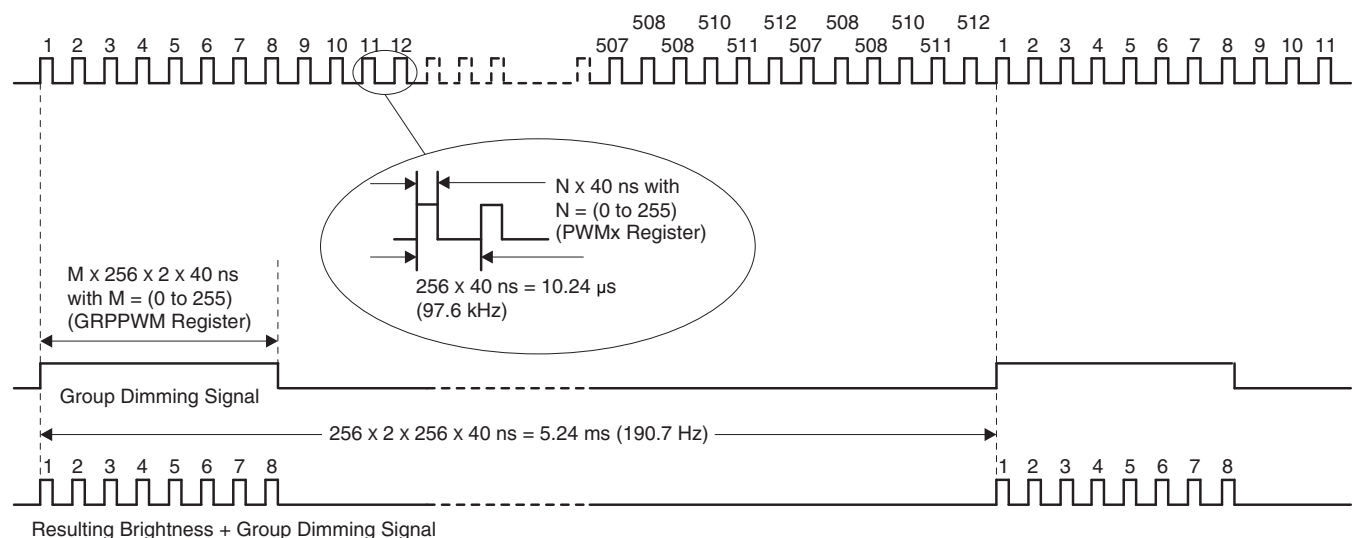 508 510 512 508 510 512
1 2 3 4 5 6 7 8 9 10 11 12 507 508 511 507 508 511 1 2 3 4 5 6 7 8 9 10 11
N x 40 ns with
N = (0 to 255)
(PWMx Register)
256 x 40 ns = 10.24 µs
(97.6 kHz)
M x 256 x 2 x 40 ns
with M = (0 to 255)
(GRPPWM Register)
Group Dimming Signal
256 x 2 x 256 x 40 ns = 5.24 ms (190.7 Hz)
1 2 3 4 5 6 7 8 1 2 3 4 5 6 7 8
Resulting Brightness + Group Dimming Signal